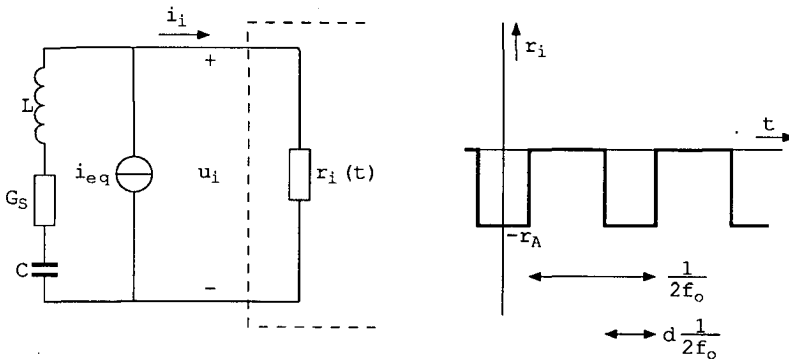 i_i
+
L
i_eq
u_i
r_i(t)
G_S
C
−
r_i
t
-r_A
1
2f_o
d 1
2f_o